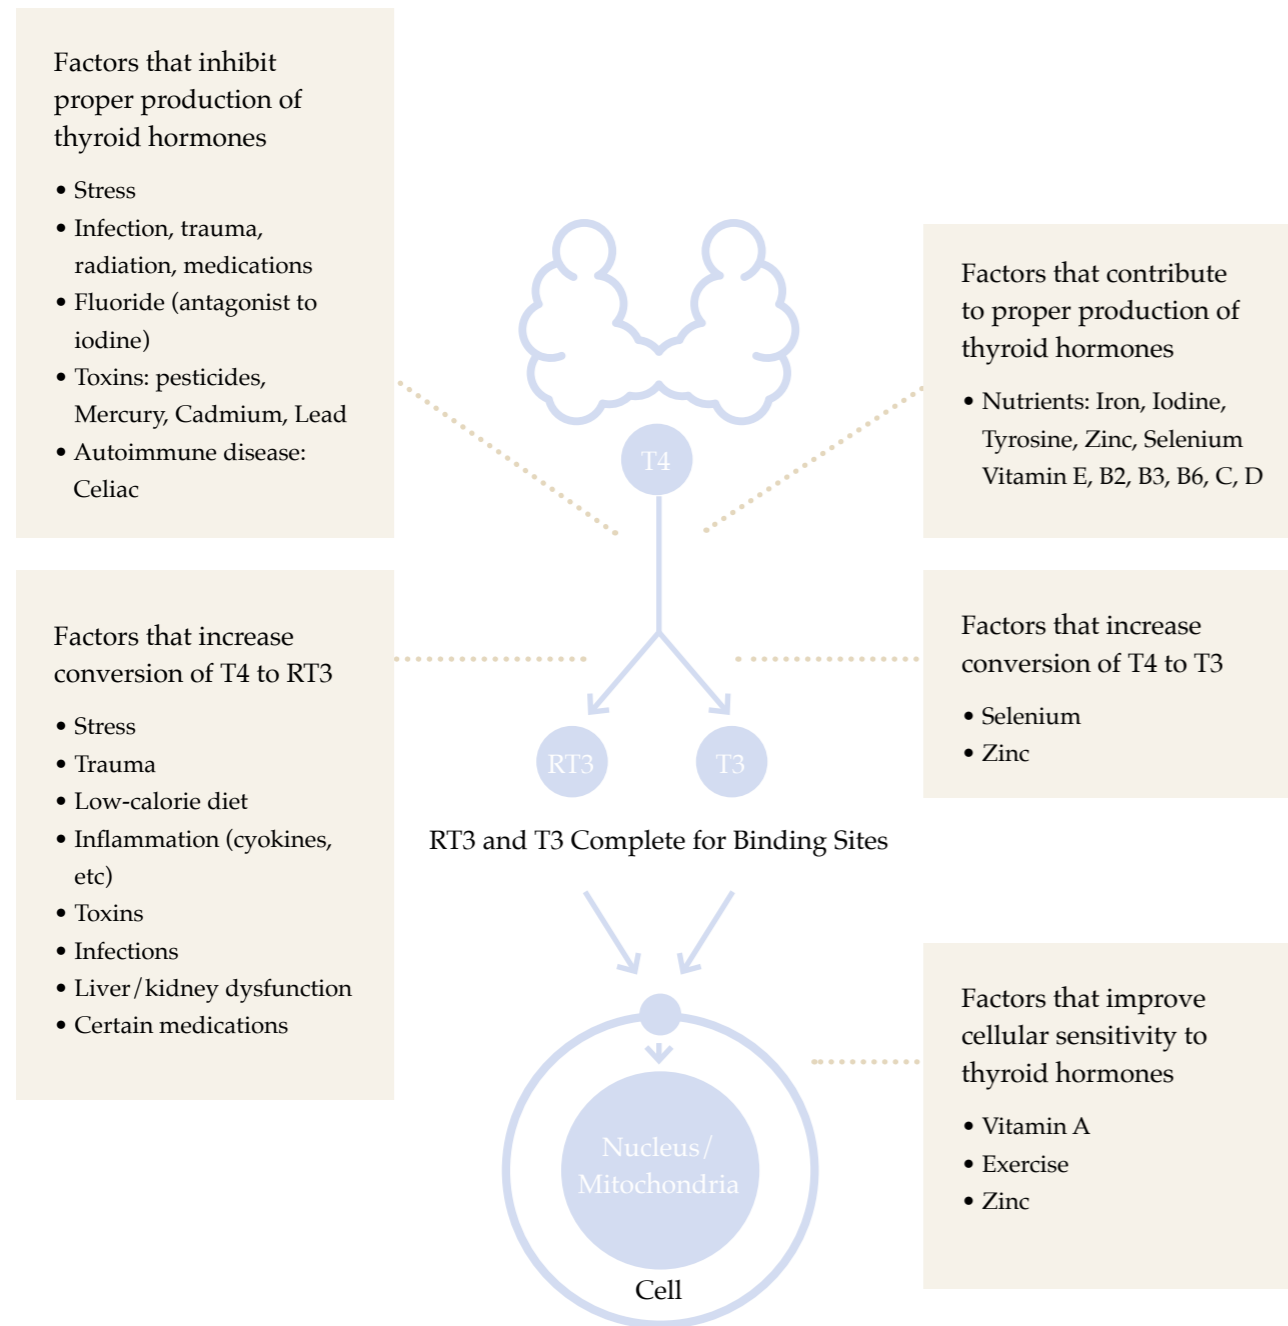 Factors that inhibit
proper production of
thyroid hormones
• Stress
• Infection, trauma,
radiation, medications
• Fluoride (antagonist to
iodine)
• Toxins: pesticides,
Mercury, Cadmium, Lead
• Autoimmune disease:
Celiac
Factors that contribute
to proper production of
thyroid hormones
• Nutrients: Iron, Iodine,
Tyrosine, Zinc, Selenium
Vitamin E, B2, B3, B6, C, D
T4
Factors that increase
conversion of T4 to RT3
• Stress
• Trauma
• Low-calorie diet
• Inflammation (cyokines,
etc)
• Toxins
• Infections
• Liver/kidney dysfunction
• Certain medications
Factors that increase
conversion of T4 to T3
• Selenium
• Zinc
RT3
T3
RT3 and T3 Complete for Binding Sites
Factors that improve
cellular sensitivity to
thyroid hormones
• Vitamin A
• Exercise
• Zinc
Nucleus/
Mitochondria
Cell